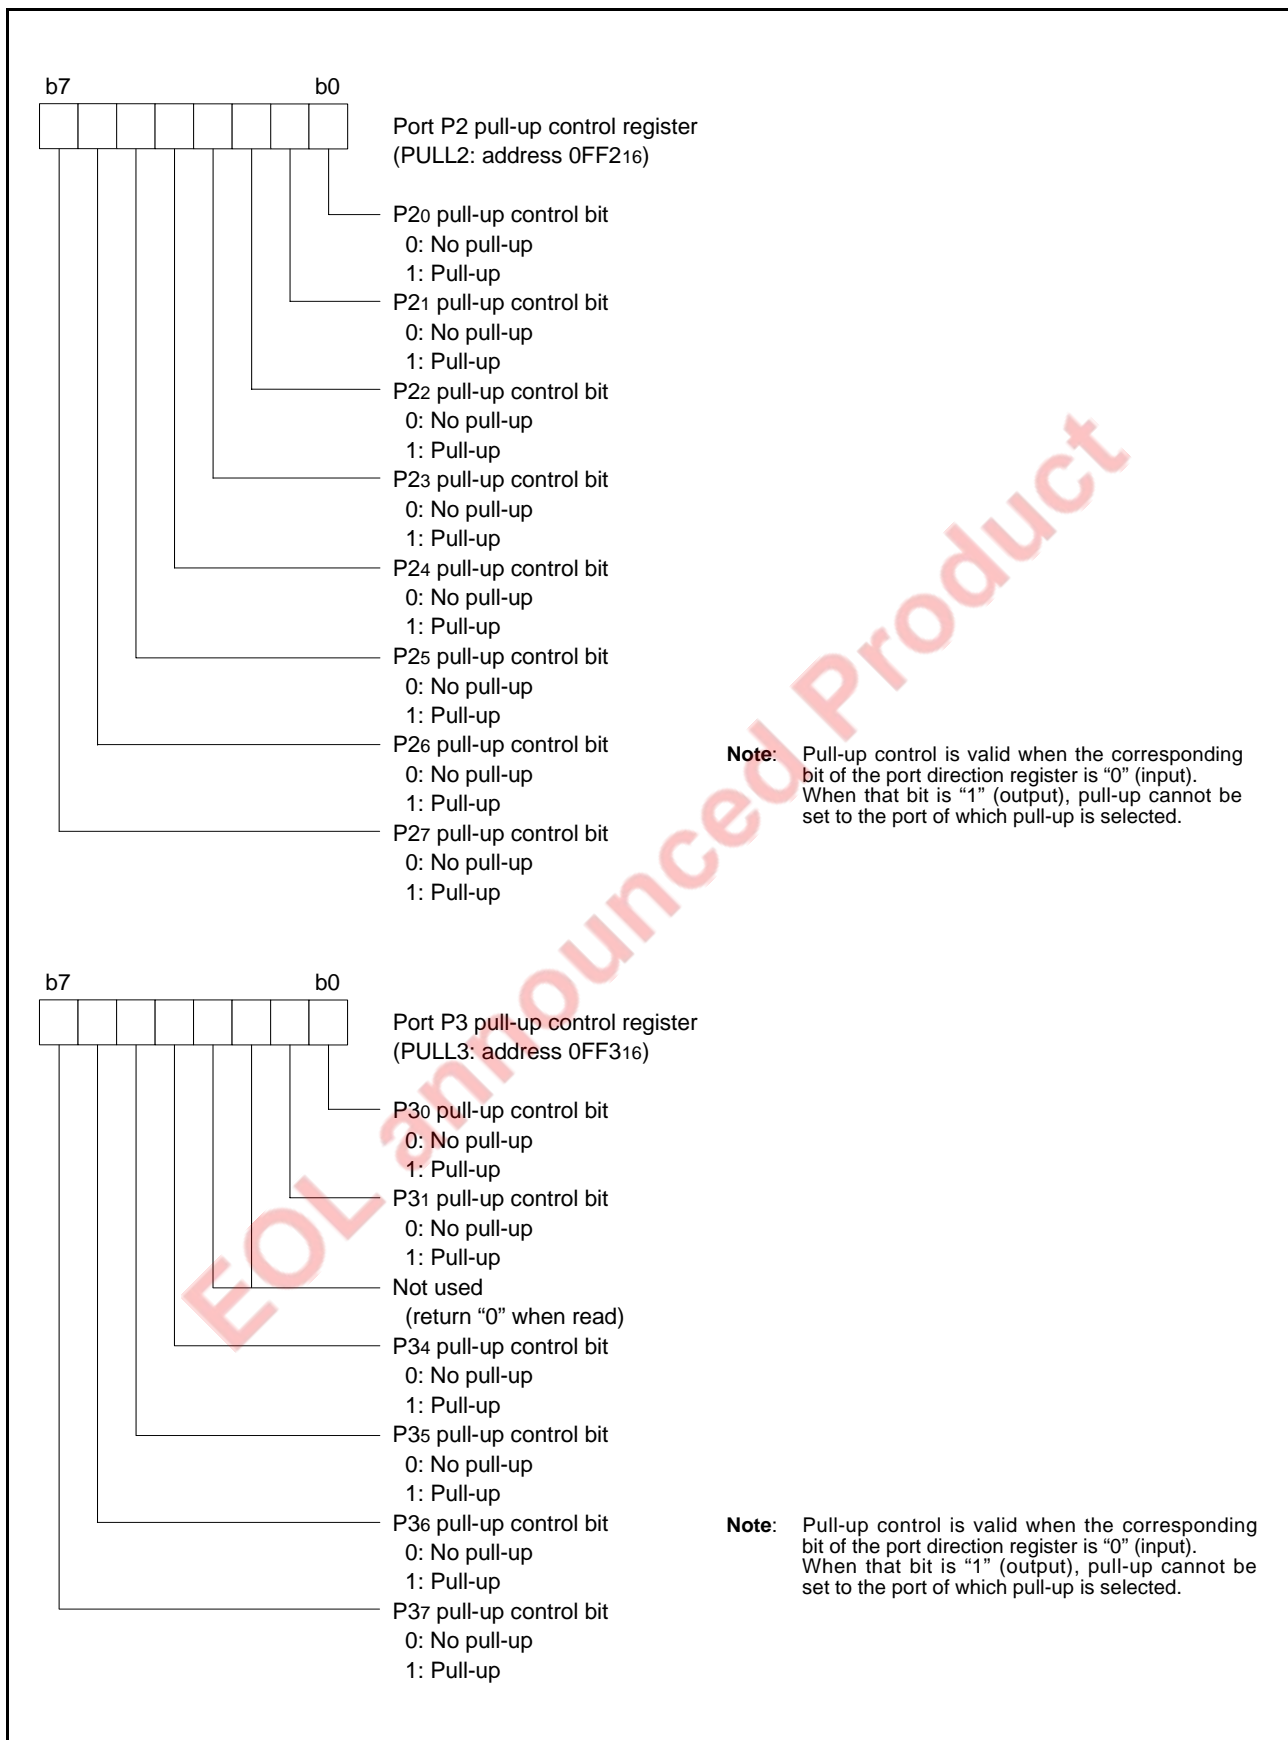 b7 b0
Port P2 pull-up control register
(PULL2: address 0FF216)
P20 pull-up control bit
0: No pull-up
1: Pull-up
P21 pull-up control bit
0: No pull-up
1: Pull-up
P22 pull-up control bit
0: No pull-up
1: Pull-up
P23 pull-up control bit
0: No pull-up
1: Pull-up
P24 pull-up control bit
0: No pull-up
1: Pull-up
P25 pull-up control bit
0: No pull-up
1: Pull-up
P26 pull-up control bit
0: No pull-up
1: Pull-up
P27 pull-up control bit
0: No pull-up
1: Pull-up
Note: Pull-up control is valid when the corresponding
bit of the port direction register is “0” (input).
When that bit is “1” (output), pull-up cannot be
set to the port of which pull-up is selected.
b7 b0
Port P3 pull-up control register
(PULL3: address 0FF316)
P30 pull-up control bit
0: No pull-up
1: Pull-up
P31 pull-up control bit
0: No pull-up
1: Pull-up
Not used
(return “0” when read)
P34 pull-up control bit
0: No pull-up
1: Pull-up
P35 pull-up control bit
0: No pull-up
1: Pull-up
P36 pull-up control bit
0: No pull-up
1: Pull-up
P37 pull-up control bit
0: No pull-up
1: Pull-up
Note: Pull-up control is valid when the corresponding
bit of the port direction register is “0” (input).
When that bit is “1” (output), pull-up cannot be
set to the port of which pull-up is selected.
EOL announced Product